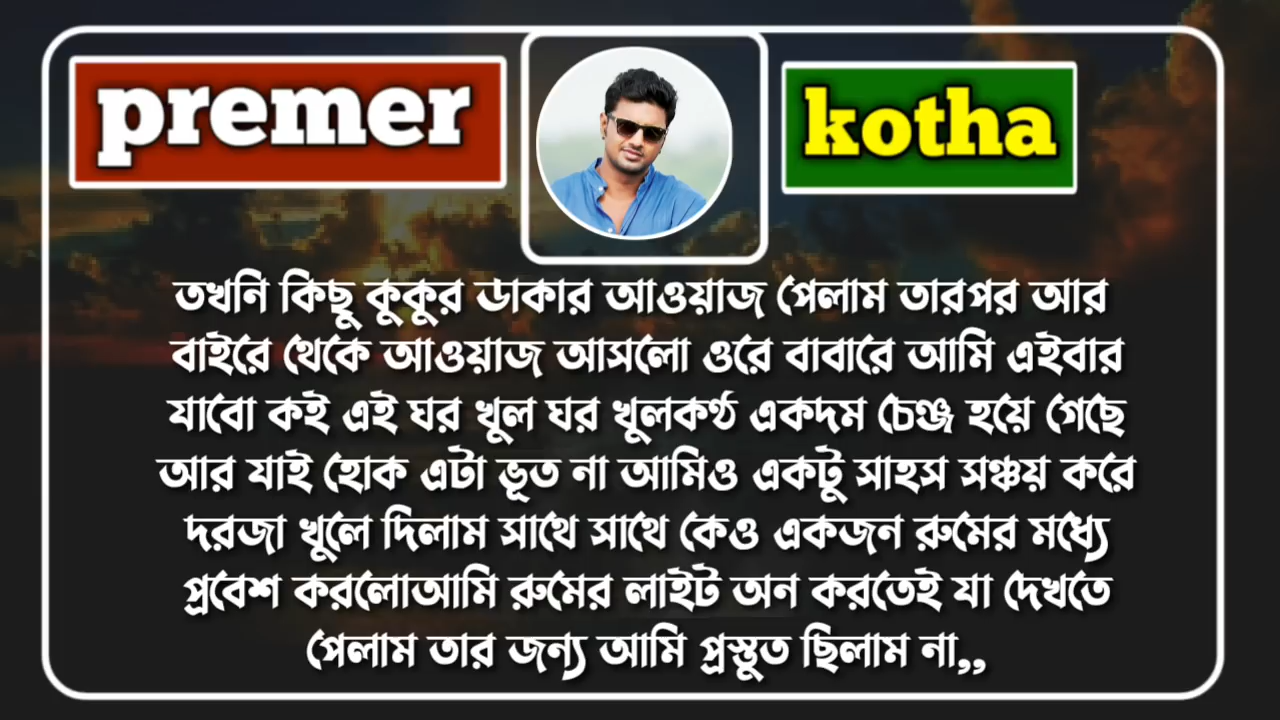 premer
kotha
তখনি কিছু কুকুর ডাকার আওয়াজ পেলাম তারপর আর
বাইরে থেকে আওয়াজ আসলো ওরে বাবারে আমি এইবার
যাবো কই এই ঘর খুল ঘর খুলকণ্ঠ একদম চেঞ্জ হয়ে গেছে
আর যাই হোক এটা ভূত না আমিও একটু সাহস সঞ্চয় করে
দরজা খুলে দিলাম সাথে সাথে কেও একজন রুমের মধ্যে
প্রবেশ করলোআমি রুমের লাইট অন করতেই যা দেখতে
পেলাম তার জন্য আমি প্রস্তুত ছিলাম না,,